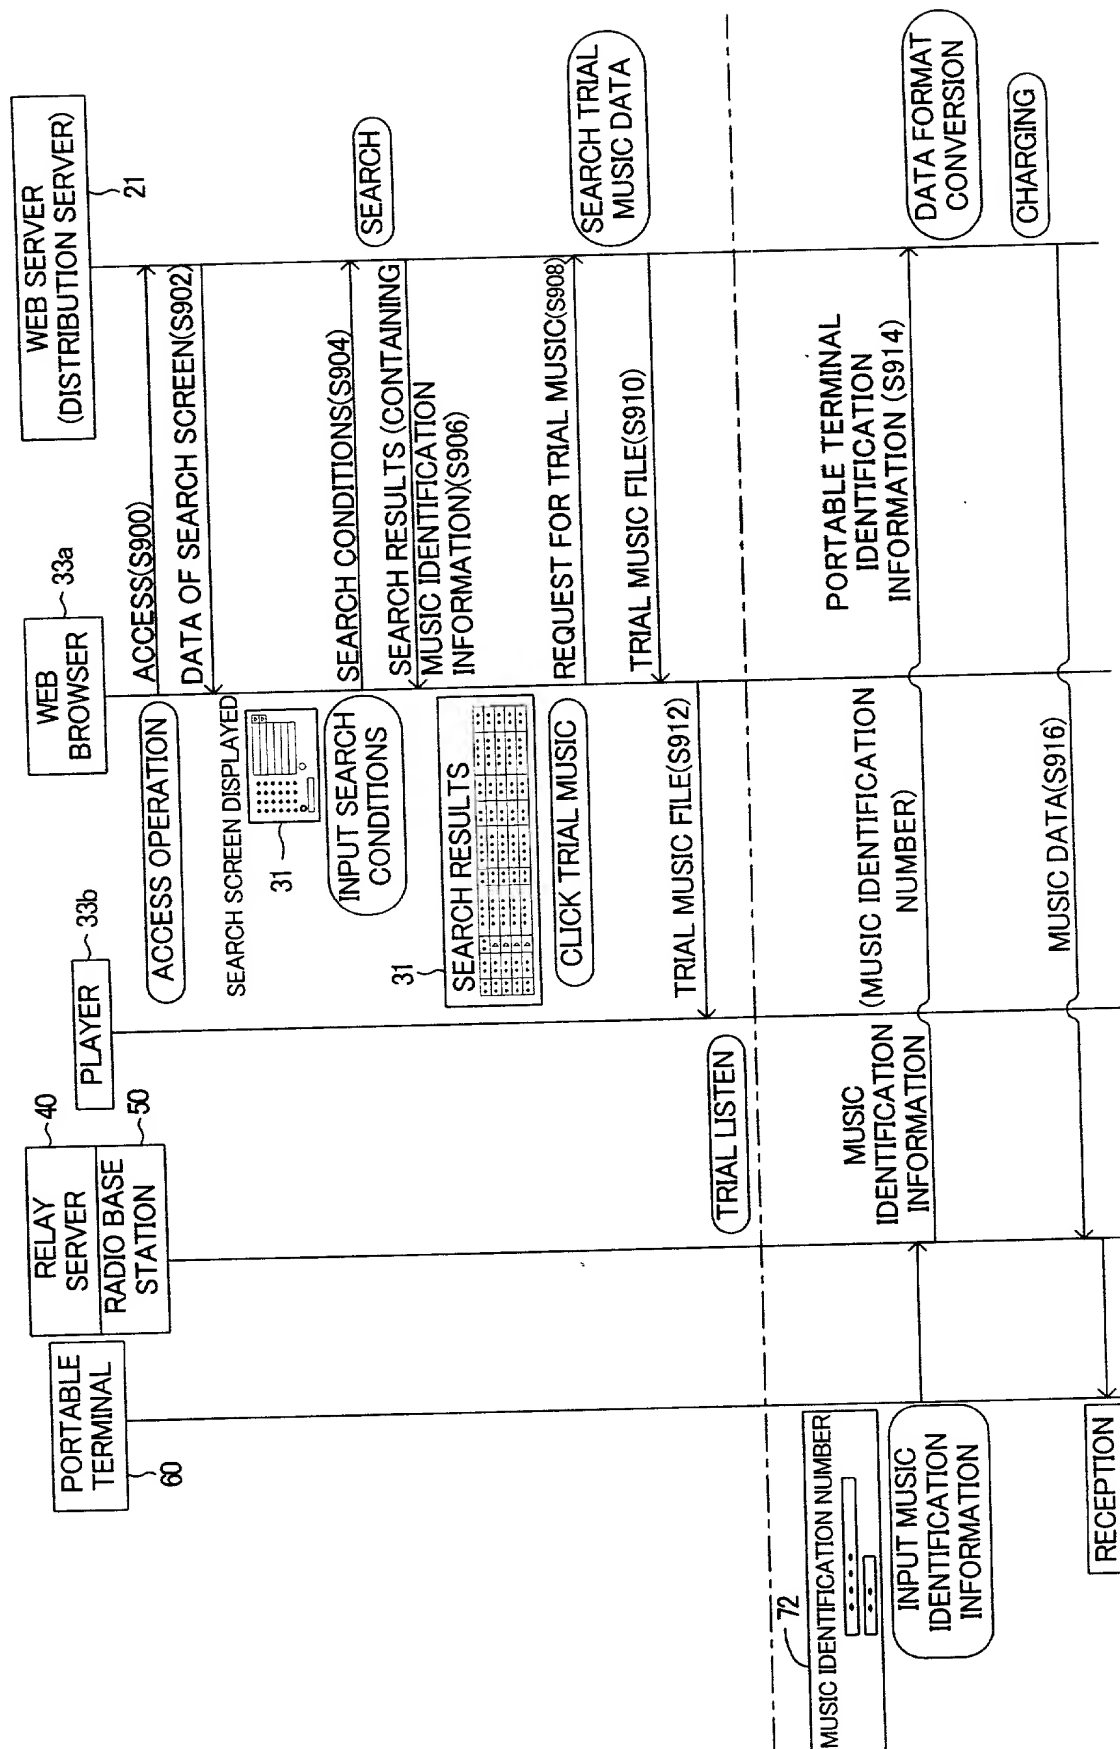 PORTABLE
TERMINAL
60
RELAY
SERVER
40
RADIO BASE
STATION
50
PLAYER
33b
WEB
BROWSER
33a
WEB SERVER
(DISTRIBUTION SERVER)
21
ACCESS OPERATION
ACCESS(S900)
DATA OF SEARCH SCREEN(S902)
SEARCH SCREEN DISPLAYED
31
INPUT SEARCH
CONDITIONS
SEARCH CONDITIONS(S904)
SEARCH
SEARCH RESULTS (CONTAINING
MUSIC IDENTIFICATION
INFORMATION)(S906)
31
SEARCH RESULTS
CLICK TRIAL MUSIC
REQUEST FOR TRIAL MUSIC(S908)
SEARCH TRIAL
MUSIC DATA
TRIAL MUSIC FILE(S910)
TRIAL MUSIC FILE(S912)
TRIAL LISTEN
72
MUSIC IDENTIFICATION NUMBER
INPUT MUSIC
IDENTIFICATION
INFORMATION
MUSIC
IDENTIFICATION
INFORMATION
(MUSIC IDENTIFICATION
NUMBER)
PORTABLE TERMINAL
IDENTIFICATION
INFORMATION (S914)
DATA FORMAT
CONVERSION
CHARGING
MUSIC DATA(S916)
RECEPTION